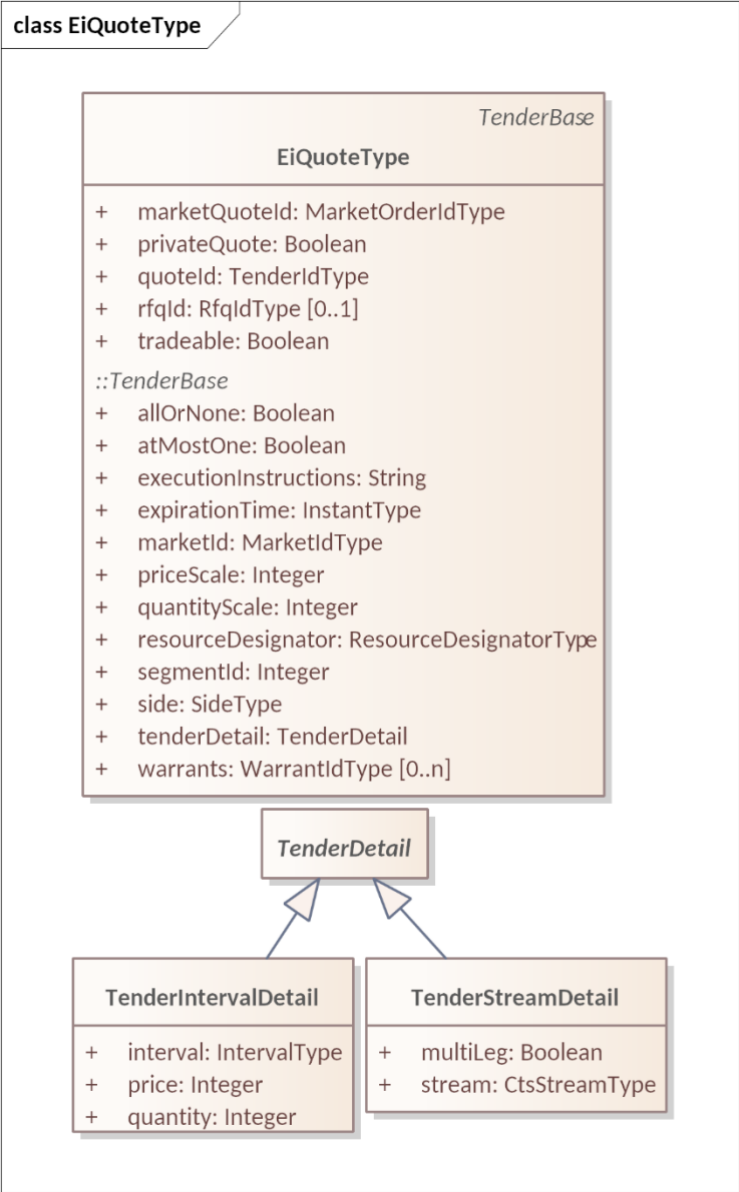 class EiQuoteType
TenderBase
EiQuoteType
+ marketQuoteId: MarketOrderIdType
+ privateQuote: Boolean
+ quoteId: TenderIdType
+ rfqId: RfqIdType [0..1]
+ tradeable: Boolean
::TenderBase
+ allOrNone: Boolean
+ atMostOne: Boolean
+ executionInstructions: String
+ expirationTime: InstantType
+ marketId: MarketIdType
+ priceScale: Integer
+ quantityScale: Integer
+ resourceDesignator: ResourceDesignatorType
+ segmentId: Integer
+ side: SideType
+ tenderDetail: TenderDetail
+ warrants: WarrantIdType [0..n]
TenderDetail
TenderIntervalDetail
+ interval: IntervalType
+ price: Integer
+ quantity: Integer
TenderStreamDetail
+ multiLeg: Boolean
+ stream: CtsStreamType